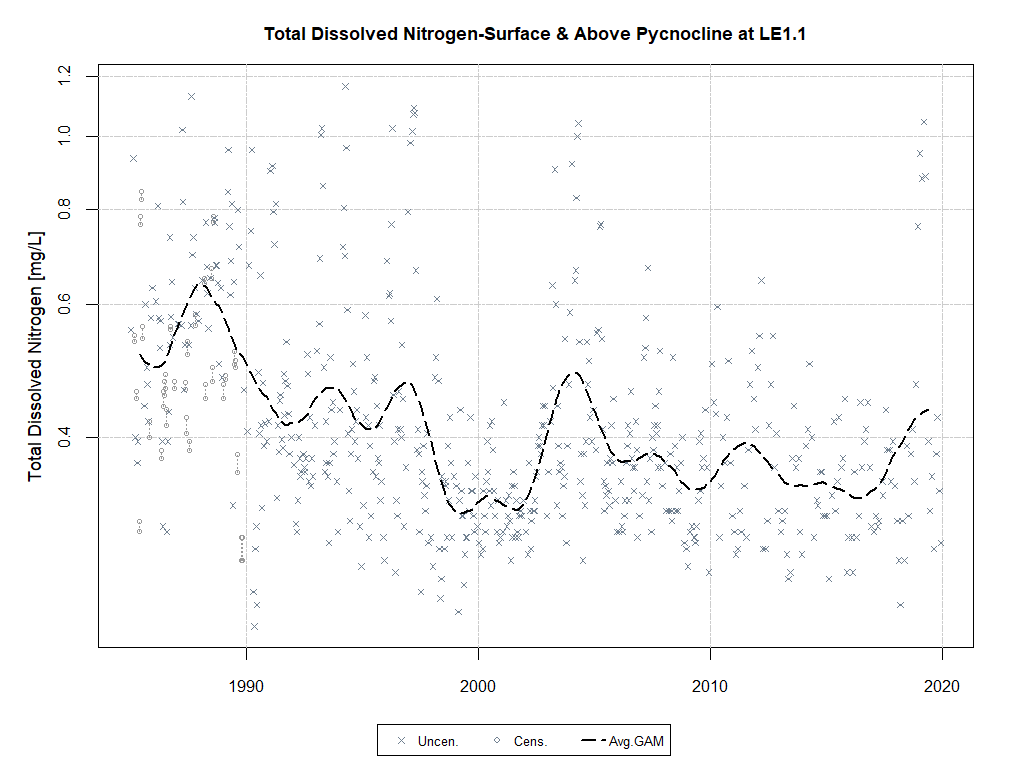 Total Dissolved Nitrogen-Surface & Above Pycnocline at LE1.1
Total Dissolved Nitrogen [mg/L]
1.2
1.0
0.8
0.6
0.4
1990 2000 2010 2020
Uncen. Cens. Avg.GAM